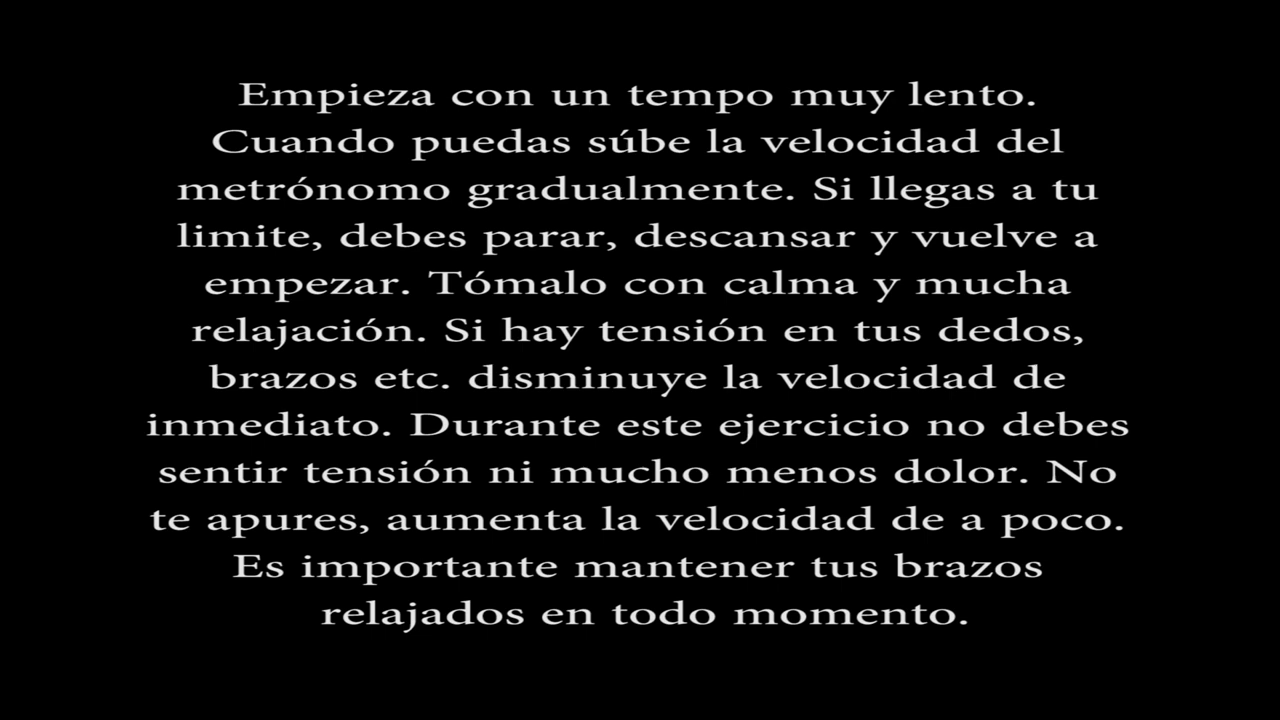 Empieza con un tempo muy lento.
Cuando puedas súbe la velocidad del
metrónomo gradualmente. Si llegas a tu
limite, debes parar, descansar y vuelve a
empezar. Tómalo con calma y mucha
relajación. Si hay tensión en tus dedos,
brazos etc. disminuye la velocidad de
inmediato. Durante este ejercicio no debes
sentir tensión ni mucho menos dolor. No
te apures, aumenta la velocidad de a poco.
Es importante mantener tus brazos
relajados en todo momento.